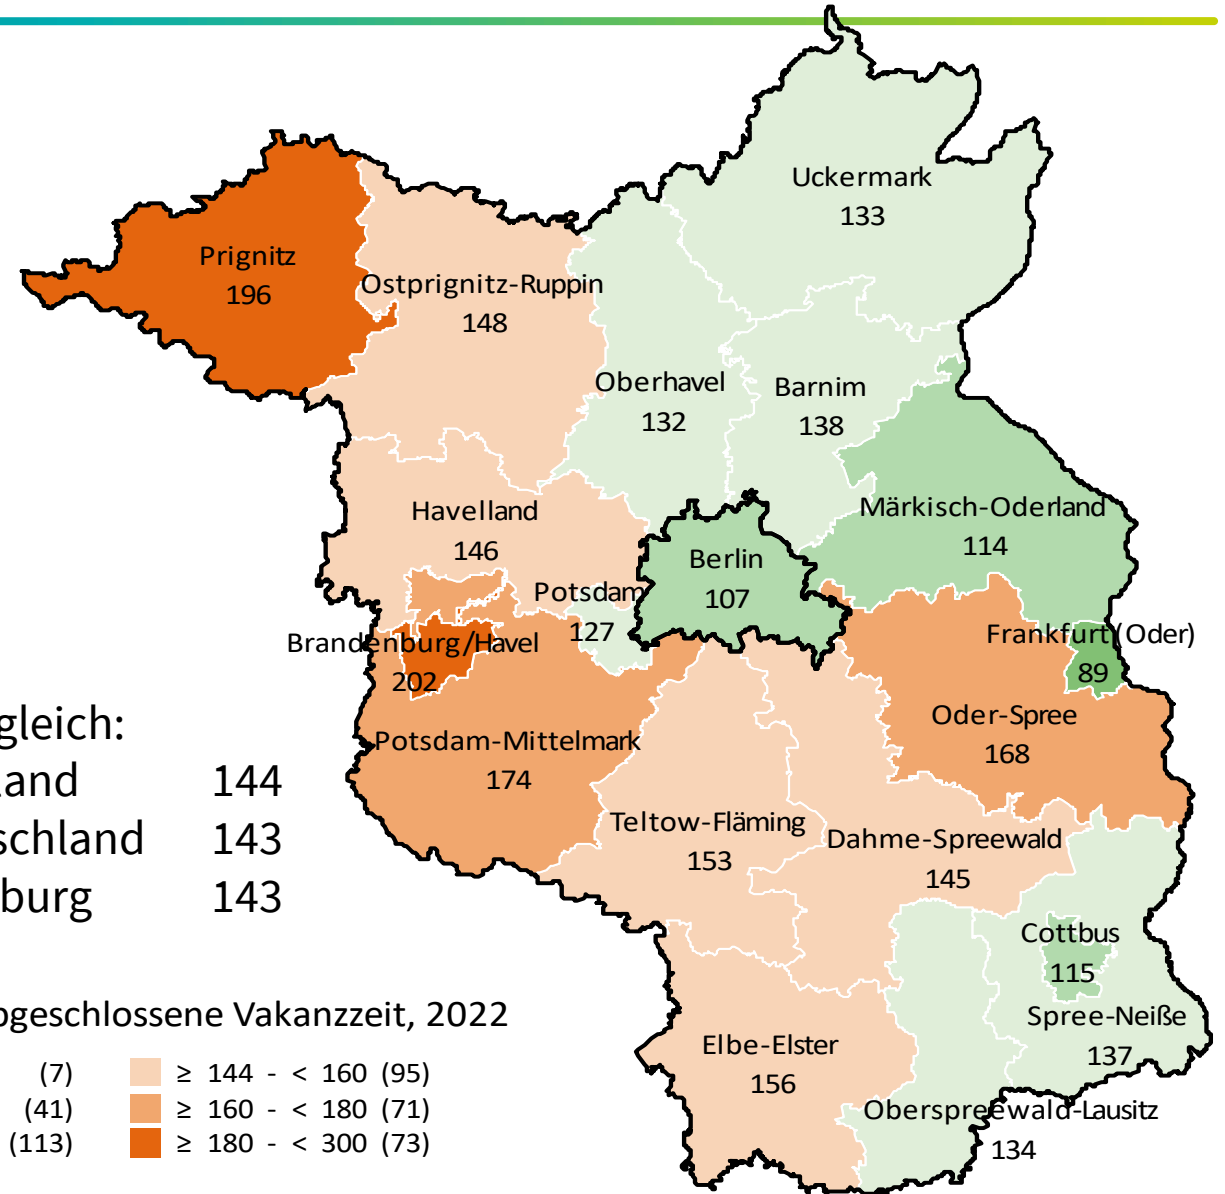 Uckermark
133
Prignitz
196
Ostprignitz-Ruppin
148
Oberhavel
132
Barnim
138
Havelland
146
Märkisch-Oderland
114
Berlin
107
Potsdam
127
Brandenburg/Havel
202
Frankfurt (Oder)
89
Oder-Spree
168
Potsdam-Mittelmark
174
gleich:
land 144
schland 143
burg 143
Teltow-Fläming
153
Dahme-Spreewald
145
Cottbus
115
Spree-Neiße
137
Elbe-Elster
156
Oberspreewald-Lausitz
134
bgeschlossene Vakanzzeit, 2022
(7) ≥ 144 - < 160 (95)
(41) ≥ 160 - < 180 (71)
(113) ≥ 180 - < 300 (73)